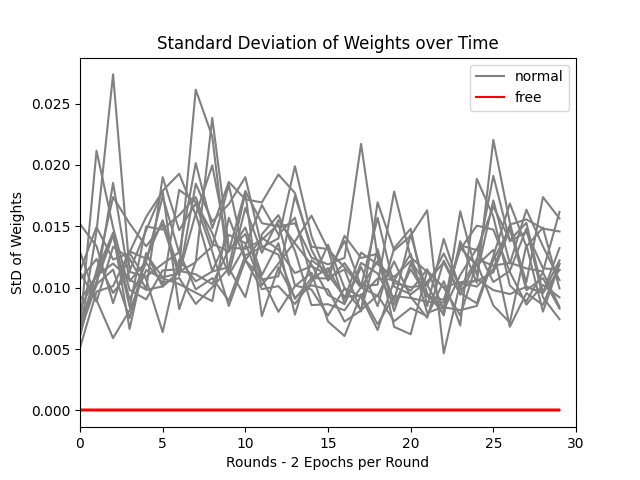 Standard Deviation of Weights over Time
normal
free
StD of Weights
0.025
0.020
0.015
0.010
0.005
0.000
0 5 10 15 20 25 30
Rounds - 2 Epochs per Round